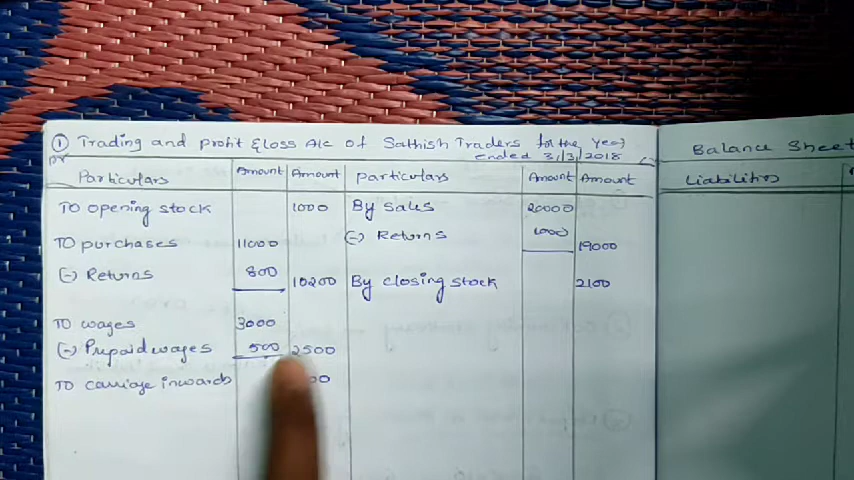 ① Trading and profit & loss A/c of Sathish Traders for the year
ended 31/3/2018
Dr
Particulars Amount Amount particulars Amount Amount
To opening stock 1000 By Sales 20000
(-) Returns 1000 19000
To purchases 11000
(-) Returns 800 10200 By closing stock 2100
To wages 3000
(-) Prepaid wages 500 2500
To carriage inwards
Balance Sheet
Liabilities